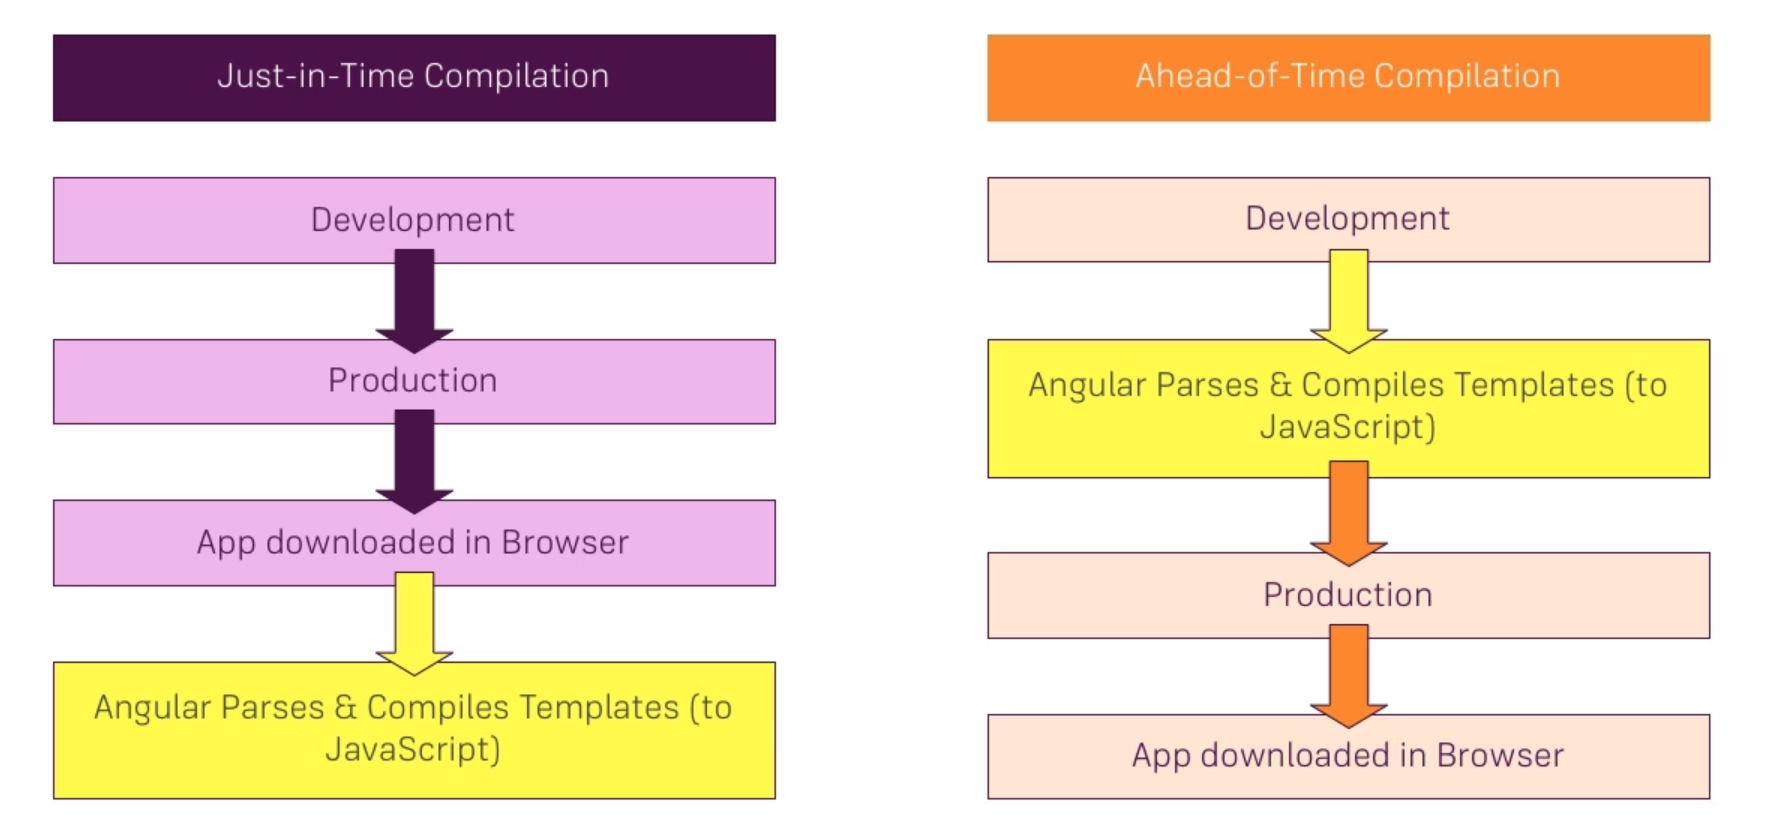 Just-in-Time Compilation
Development
Production
App downloaded in Browser
Angular Parses & Compiles Templates (to
JavaScript)
Ahead-of-Time Compilation
Development
Angular Parses & Compiles Templates (to
JavaScript)
Production
App downloaded in Browser